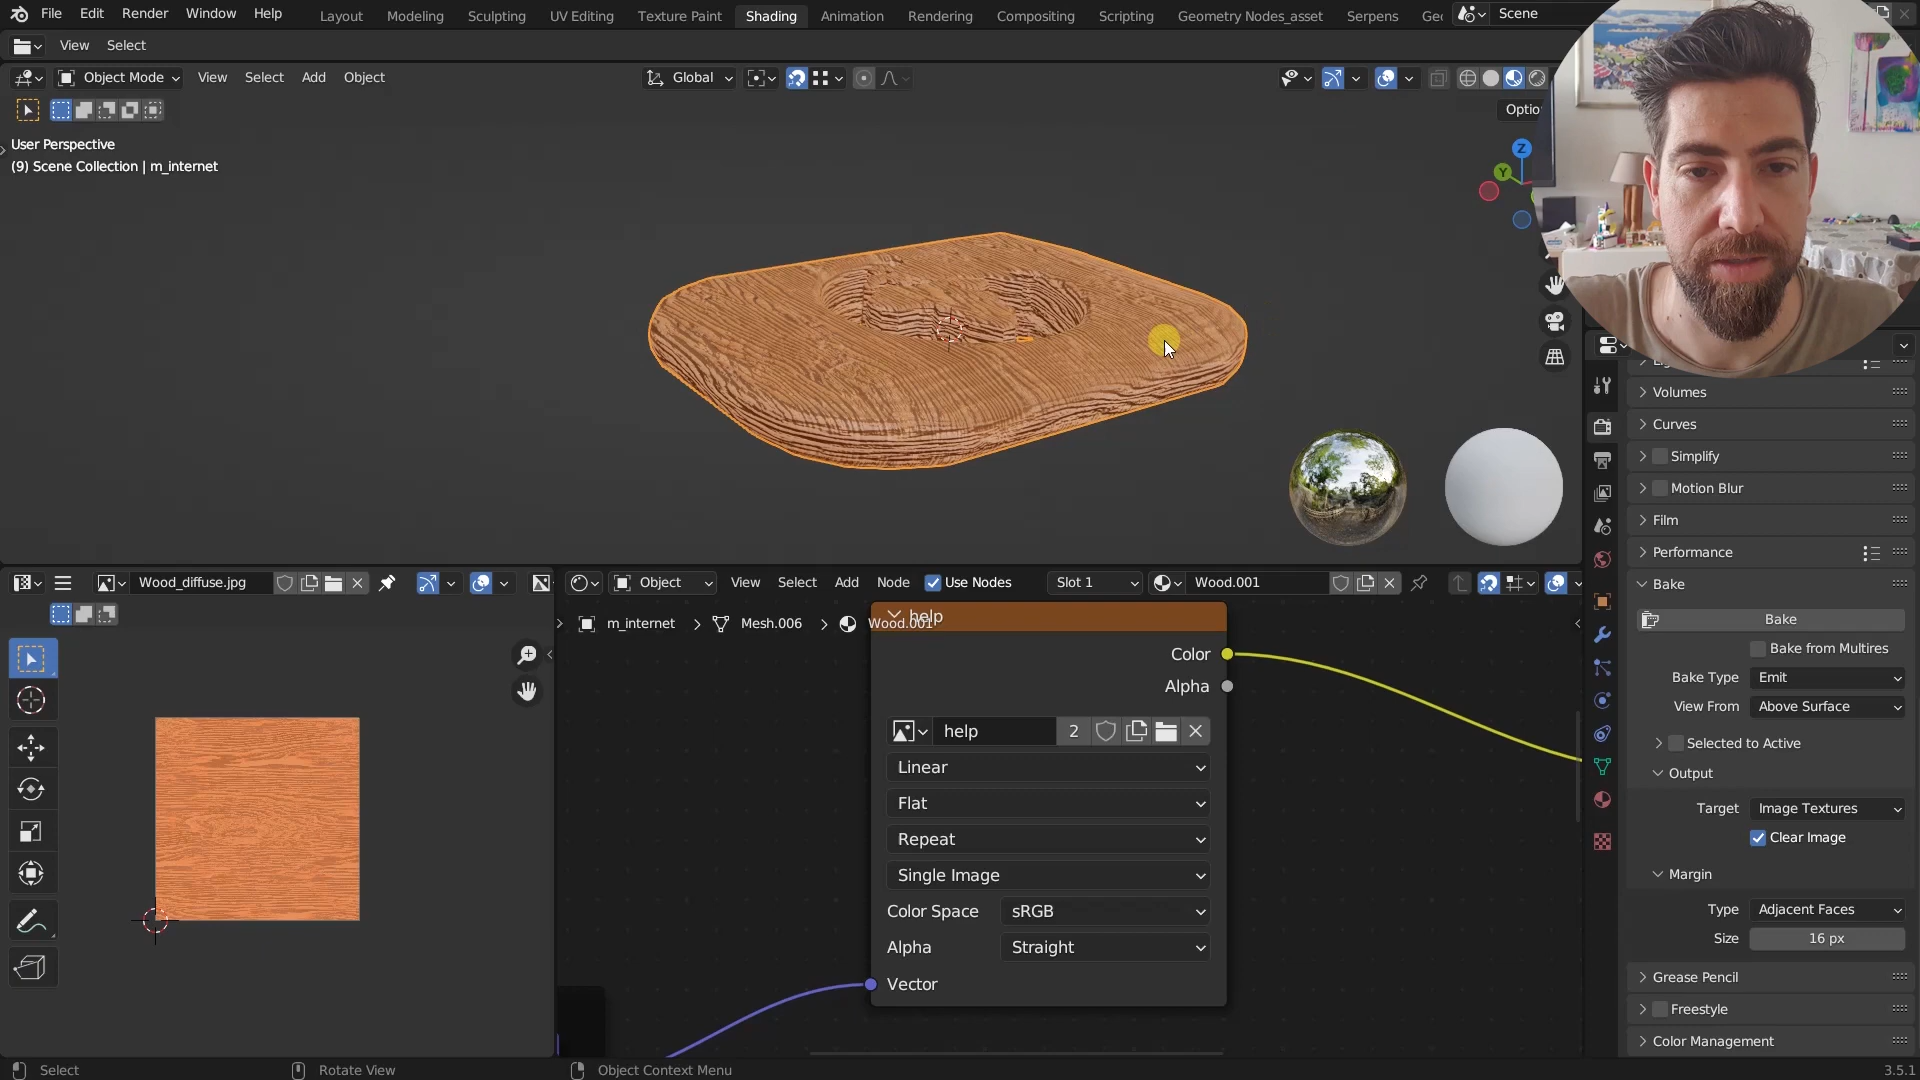 File Edit Render Window Help Layout Modeling Sculpting UV Editing Texture Paint Shading Animation Rendering Compositing Scripting Geometry Nodes_asset Serpens Scene
View Select
Object Mode View Select Add Object Global
Optio
User Perspective
(9) Scene Collection | m_internet
Z
Y
Volumes
Curves
Simplify
Motion Blur
Film
Performance
Bake
Bake
Bake from Multires
Bake Type Emit
View From Above Surface
Selected to Active
Output
Target Image Textures
Clear Image
Margin
Type Adjacent Faces
Size 16 px
Grease Pencil
Freestyle
Color Management
Wood_diffuse.jpg
Object View Select Add Node Use Nodes Slot 1 Wood.001
m_internet Mesh.006 Wood.001
help
Color
Alpha
help 2
Linear
Flat
Repeat
Single Image
Color Space sRGB
Alpha Straight
Vector
Select Rotate View Object Context Menu 3.5.1